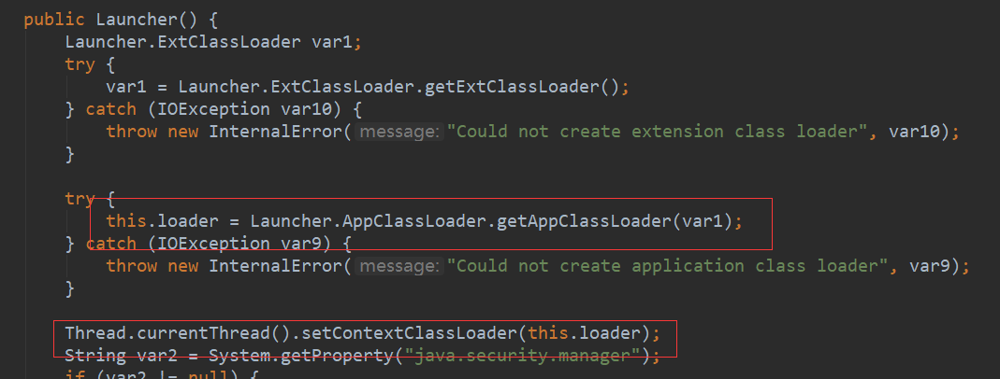 public Launcher() {
Launcher.ExtClassLoader var1;
try {
var1 = Launcher.ExtClassLoader.getExtClassLoader();
} catch (IOException var10) {
throw new InternalError( message: "Could not create extension class loader", var10);
}
try {
this.loader = Launcher.AppClassLoader.getAppClassLoader(var1);
} catch (IOException var9) {
throw new InternalError( message: "Could not create application class loader", var9);
}
Thread.currentThread().setContextClassLoader(this.loader);
String var2 = System.getProperty("java.security.manager");
if (var2 != null) {